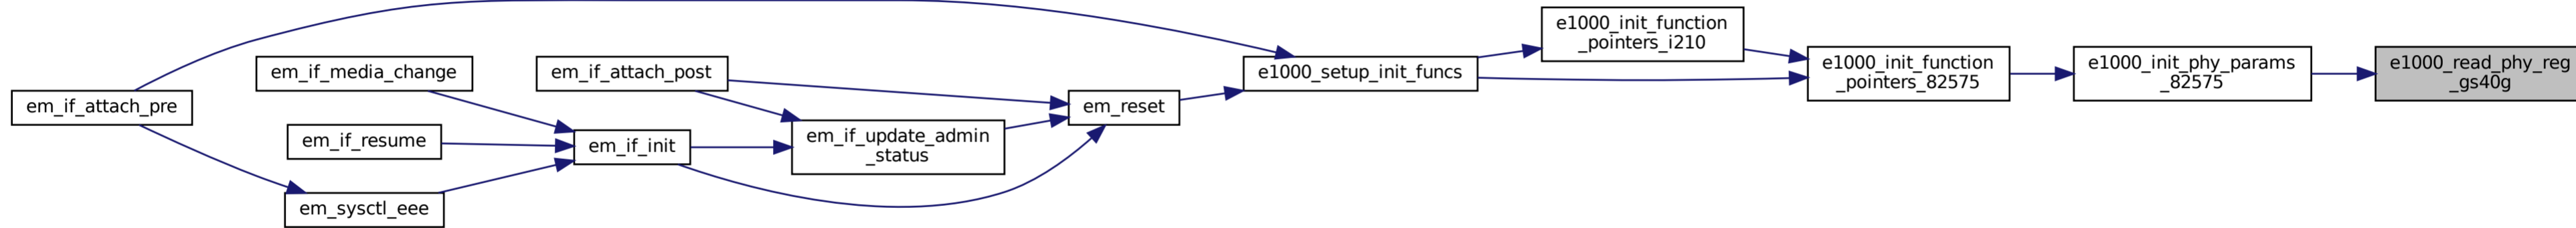 em_if_attach_pre
em_if_media_change
em_if_resume
em_sysctl_eee
em_if_attach_post
em_if_init
em_if_update_admin
_status
em_reset
e1000_setup_init_funcs
e1000_init_function
_pointers_i210
e1000_init_function
_pointers_82575
e1000_init_phy_params
_82575
e1000_read_phy_reg
_gs40g